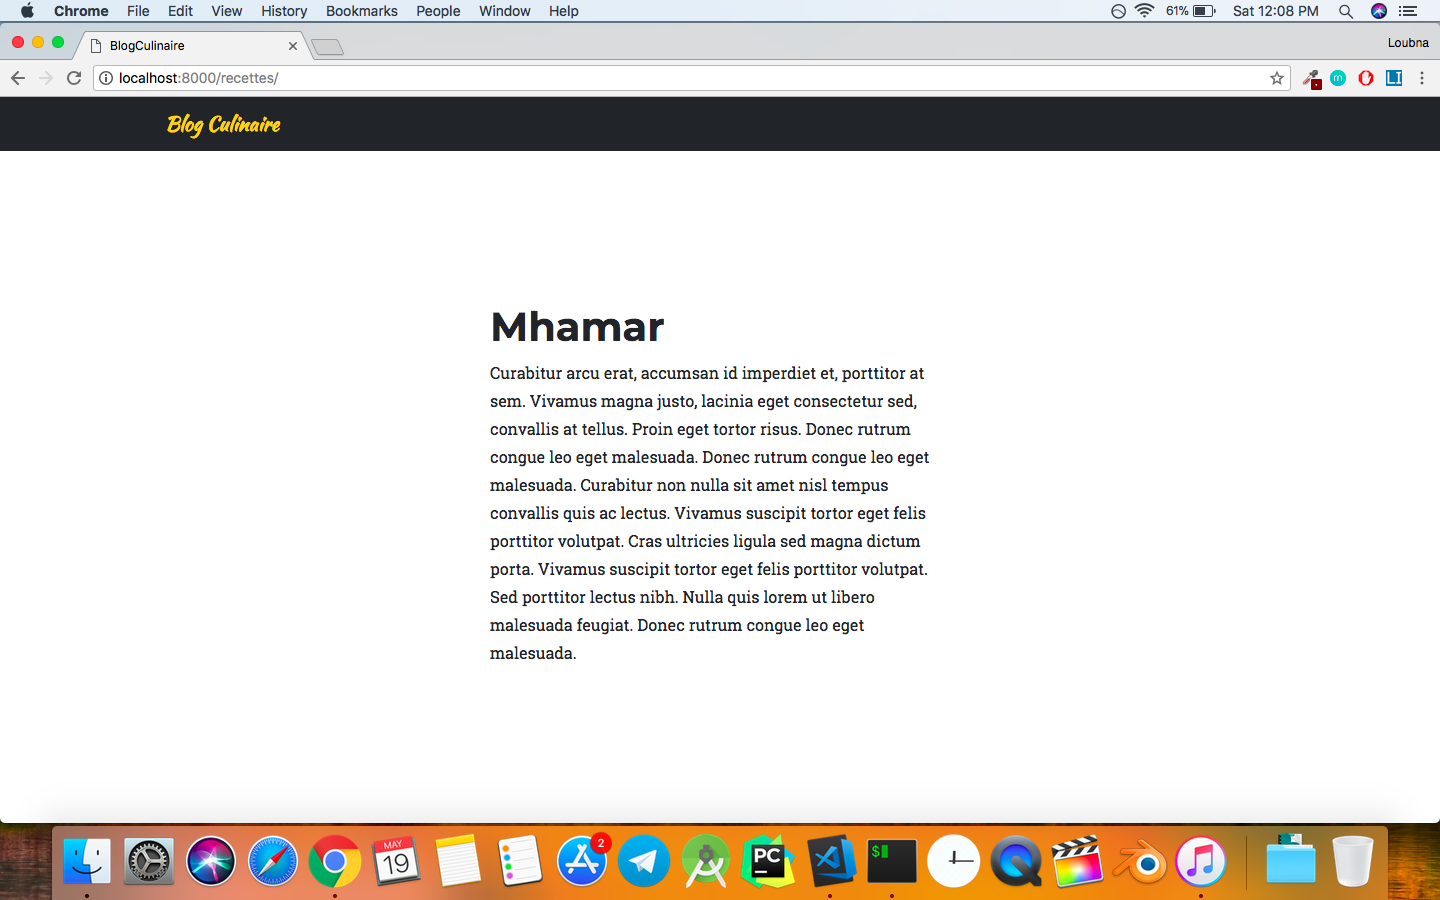 Chrome File Edit View History Bookmarks People Window Help 61% Sat 12:08 PM
BlogCulinaire Loubna
localhost:8000/recettes/ m LI
Blog Culinaire
Mhamar
Curabitur arcu erat, accumsan id imperdiet et, porttitor at
sem. Vivamus magna justo, lacinia eget consectetur sed,
convallis at tellus. Proin eget tortor risus. Donec rutrum
congue leo eget malesuada. Donec rutrum congue leo eget
malesuada. Curabitur non nulla sit amet nisl tempus
convallis quis ac lectus. Vivamus suscipit tortor eget felis
porttitor volutpat. Cras ultricies ligula sed magna dictum
porta. Vivamus suscipit tortor eget felis porttitor volutpat.
Sed porttitor lectus nibh. Nulla quis lorem ut libero
malesuada feugiat. Donec rutrum congue leo eget
malesuada.
MAY
19
2
PC
$